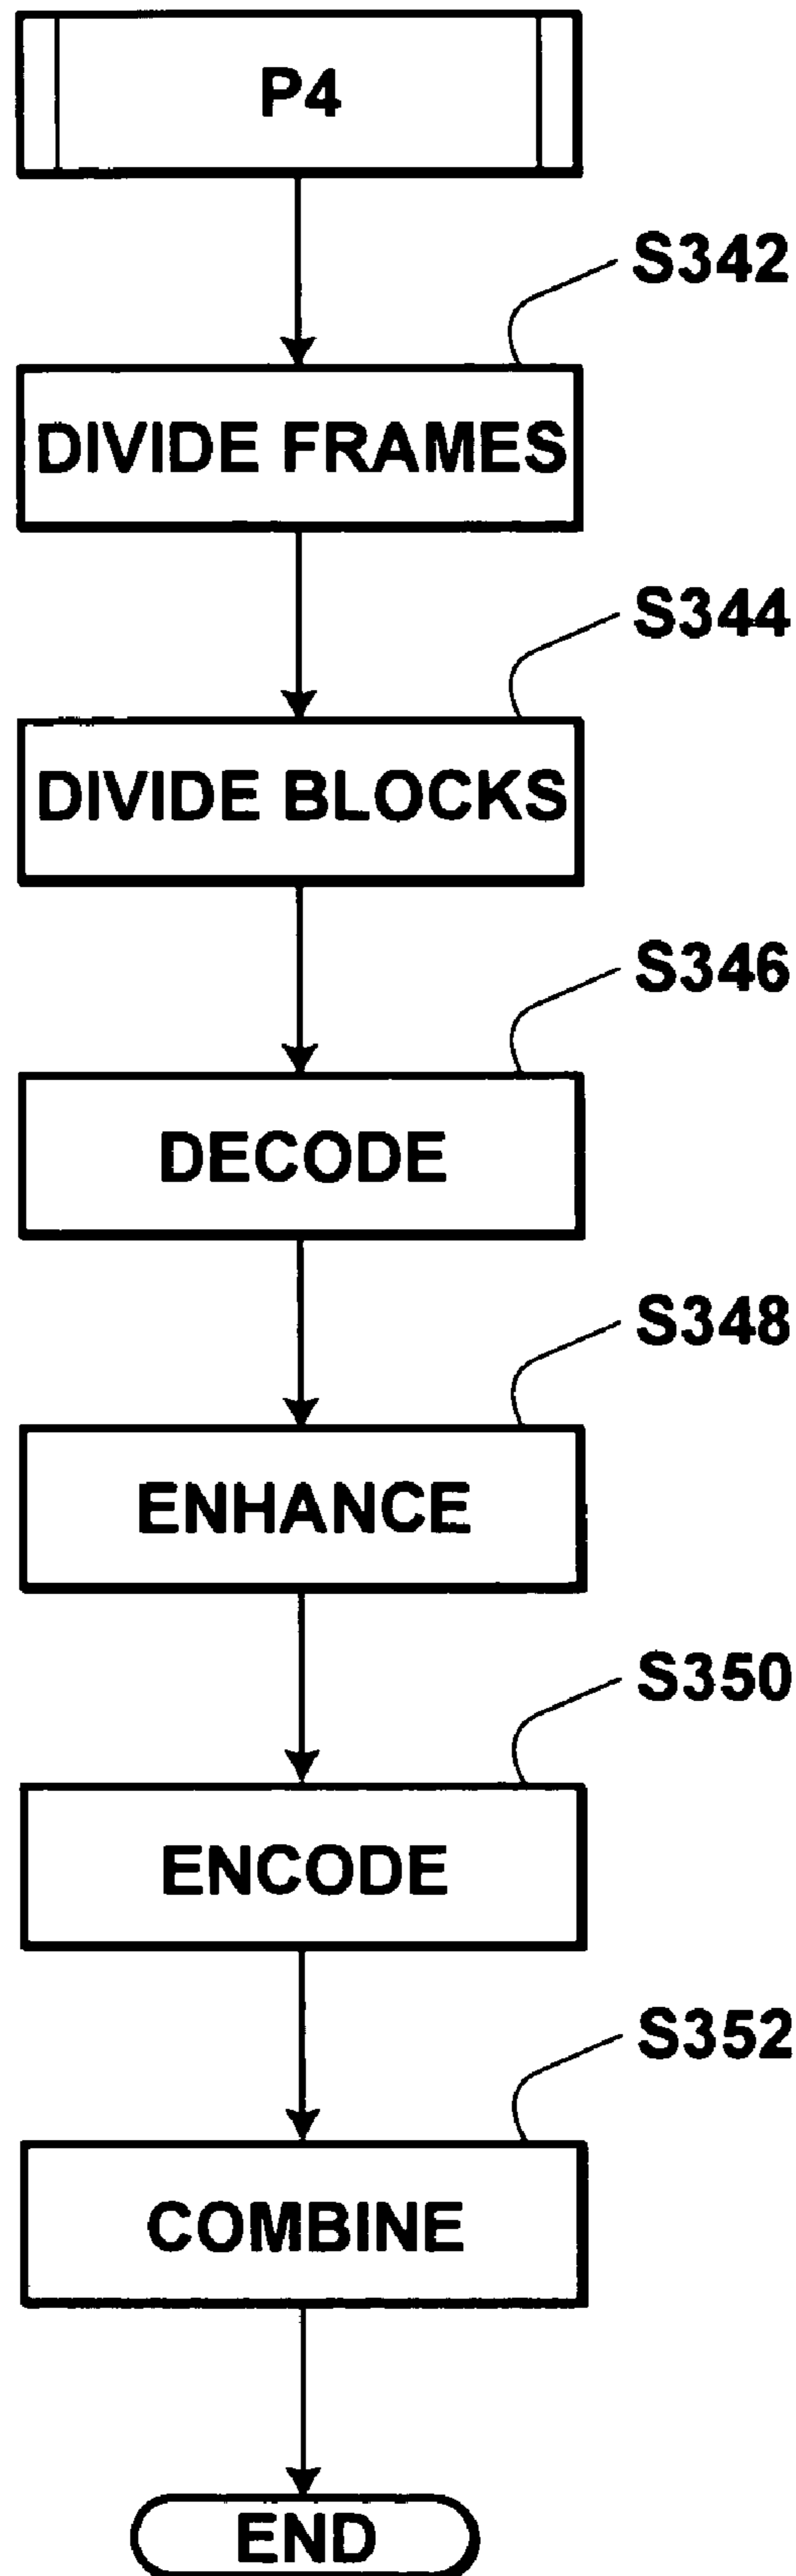 P4
S342
DIVIDE FRAMES
S344
DIVIDE BLOCKS
S346
DECODE
S348
ENHANCE
S350
ENCODE
S352
COMBINE
END